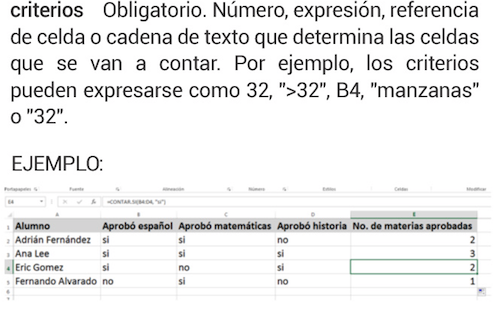 criterios Obligatorio. Número, expresión, referencia
de celda o cadena de texto que determina las celdas
que se van a contar. Por ejemplo, los criterios
pueden expresarse como 32, ">32", B4, "manzanas"
o "32".
EJEMPLO:
Portapapeles Fuente Alineación Número Estilos Celdas Modificar
E4 fx =CONTAR.SI(B4:D4, "si")
A B C D E
1 Alumno Aprobó español Aprobó matemáticas Aprobó historia No. de materias aprobadas
2 Adrián Fernández si si no 2
3 Ana Lee si si si 3
4 Eric Gomez si no si 2
5 Fernando Alvarado no si no 1
6